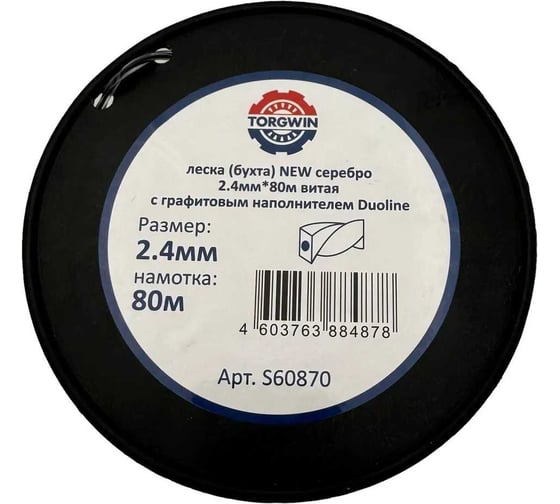 TORGWIN
леска (бухта) NEW серебро
2.4мм*80м витая
с графитовым наполнителем Duoline
Размер:
2.4мм
намотка:
80м
4 603763 884878
Арт. S60870